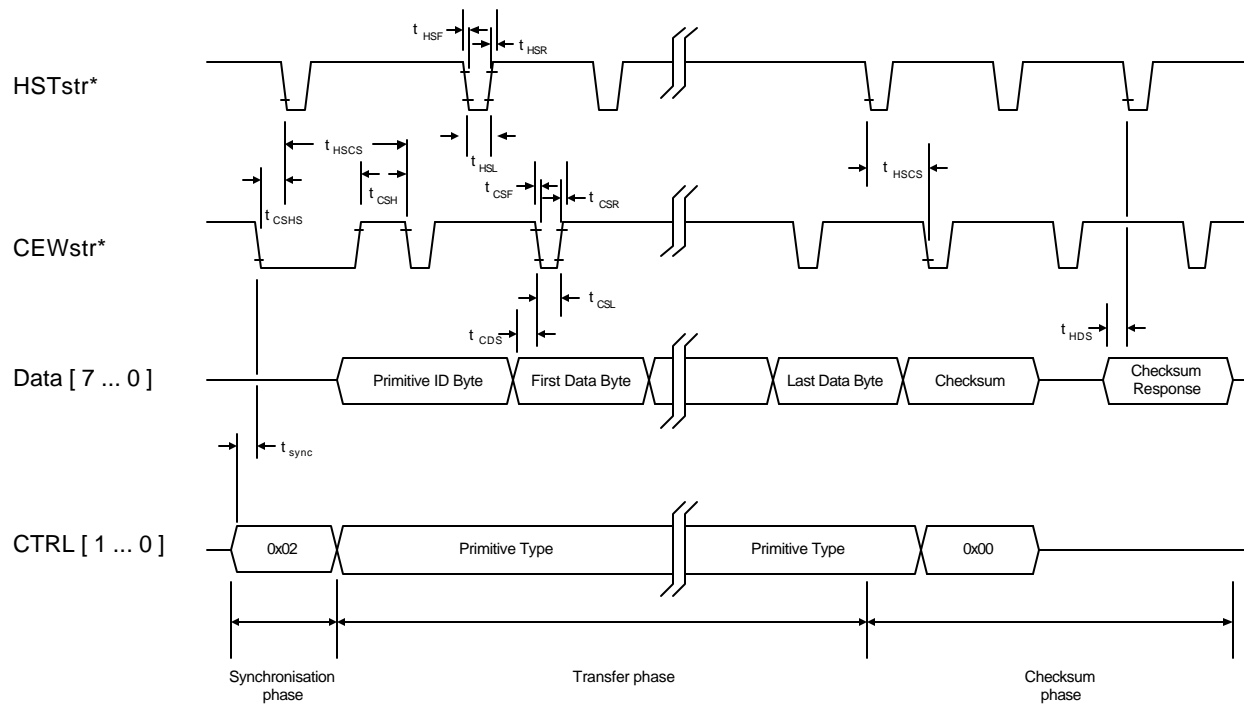 t HSF
t HSR
HSTstr*
t HSCS
t HSL
t HSCS
t CSH
t CSF
t CSR
t CSHS
CEWstr*
t CSL
t CDS
t HDS
Data [ 7 ... 0 ]
Primitive ID Byte
First Data Byte
Last Data Byte
Checksum
Checksum
Response
t sync
CTRL [ 1 ... 0 ]
0x02
Primitive Type
Primitive Type
0x00
Synchronisation
phase
Transfer phase
Checksum
phase